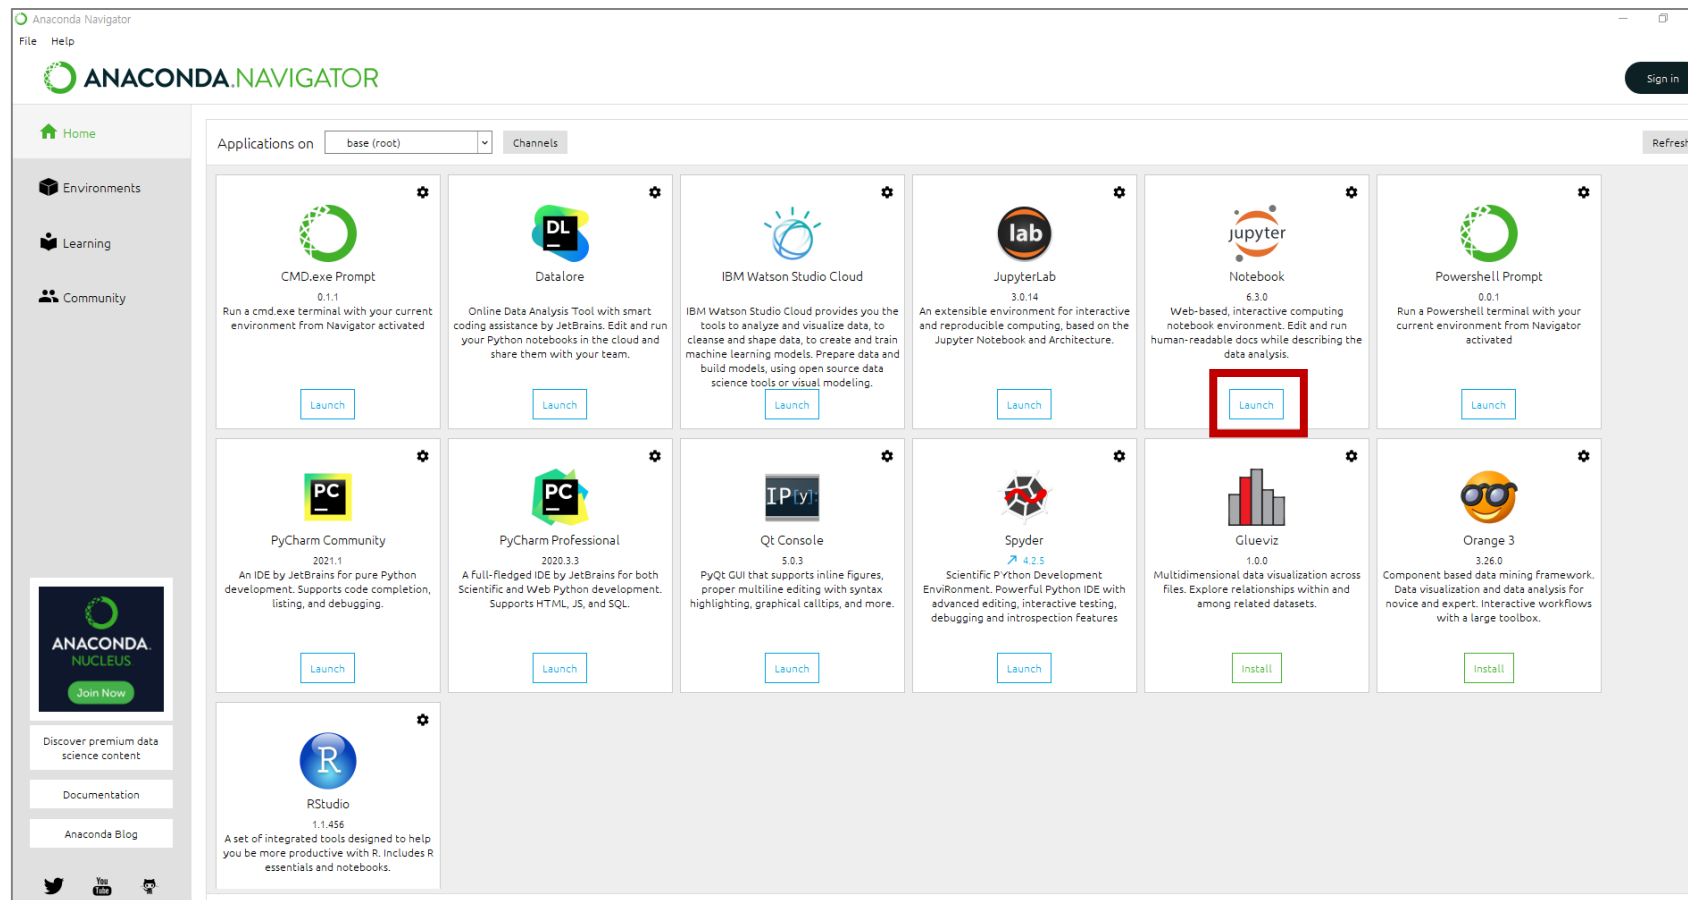 Anaconda Navigator
File Help
ANACONDA.NAVIGATOR
Sign in
Home
Environments
Learning
Community
Applications on base (root) Channels
Refresh
CMD.exe Prompt
0.1.1
Run a cmd.exe terminal with your current
environment from Navigator activated
Launch
DL
Datalore
Online Data Analysis Tool with smart
coding assistance by JetBrains. Edit and run
your Python notebooks in the cloud and
share them with your team.
Launch
IBM Watson Studio Cloud
IBM Watson Studio Cloud provides you the
tools to analyze and visualize data, to
cleanse and shape data, to create and train
machine learning models. Prepare data and
build models, using open source data
science tools or visual modeling.
Launch
lab
JupyterLab
3.0.14
An extensible environment for interactive
and reproducible computing, based on the
Jupyter Notebook and Architecture.
Launch
jupyter
Notebook
6.3.0
Web-based, interactive computing
notebook environment. Edit and run
human-readable docs while describing the
data analysis.
Launch
Powershell Prompt
0.0.1
Run a Powershell terminal with your
current environment from Navigator
activated
Launch
PC
PyCharm Community
2021.1
An IDE by JetBrains for pure Python
development. Supports code completion,
listing, and debugging.
Launch
PC
PyCharm Professional
2020.3.3
A full-fledged IDE by JetBrains for both
Scientific and Web Python development.
Supports HTML, JS, and SQL.
Launch
IP[y]:
Qt Console
5.0.3
PyQt GUI that supports inline figures,
proper multiline editing with syntax
highlighting, graphical calltips, and more.
Launch
Spyder
4.2.5
Scientific PYthon Development
EnviRonment. Powerful Python IDE with
advanced editing, interactive testing,
debugging and introspection features
Launch
Glueviz
1.0.0
Multidimensional data visualization across
files. Explore relationships within and
among related datasets.
Install
Orange 3
3.26.0
Component based data mining framework.
Data visualization and data analysis for
novice and expert. Interactive workflows
with a large toolbox.
Install
R
RStudio
1.1.456
A set of integrated tools designed to help
you be more productive with R. Includes R
essentials and notebooks.
ANACONDA.
NUCLEUS
Join Now
Discover premium data
science content
Documentation
Anaconda Blog
You
Tube